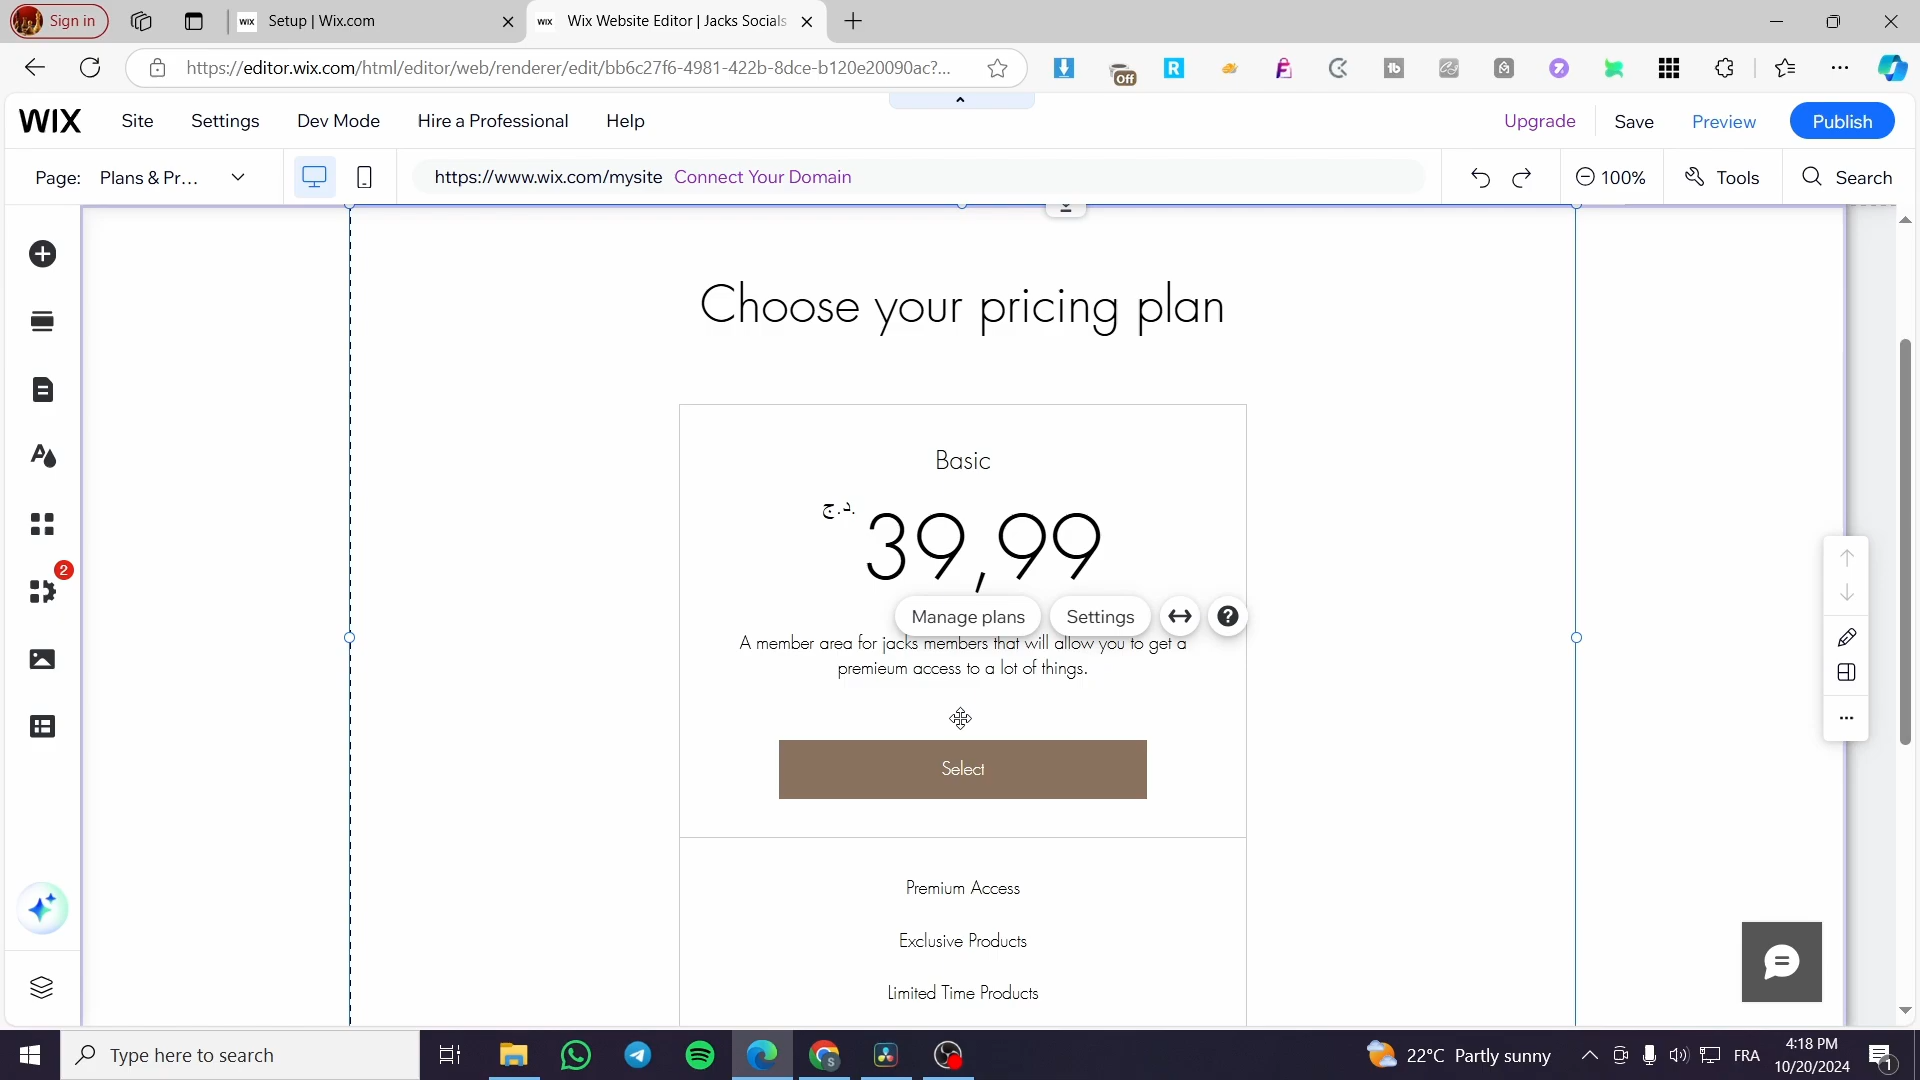 Sign in
Setup | Wix.com
Wix Website Editor | Jacks Socials
https://editor.wix.com/html/editor/web/renderer/edit/bb6c27f6-4981-422b-8dce-b120e20090ac?...
Off
WIX
Site
Settings
Dev Mode
Hire a Professional
Help
Upgrade
Save
Preview
Publish
Page: Plans & Pr...
https://www.wix.com/mysite Connect Your Domain
100%
Tools
Search
Choose your pricing plan
Basic
د.ج.
39,99
2
Manage plans
Settings
?
A member area for jacks members that will allow you to get a
premieum access to a lot of things.
Select
Premium Access
Exclusive Products
Limited Time Products
Type here to search
22°C Partly sunny
FRA
4:18 PM
10/20/2024
1